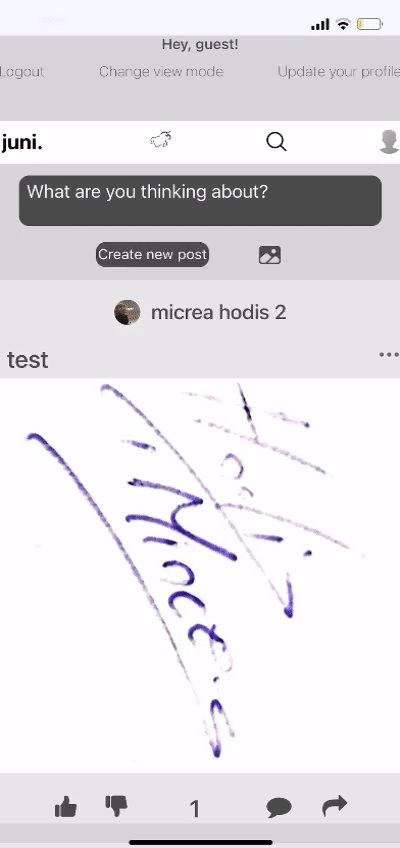 Hey, guest!
Logout Change view mode Update your profile
juni.
What are you thinking about?
Create new post
micrea hodis 2
test
1